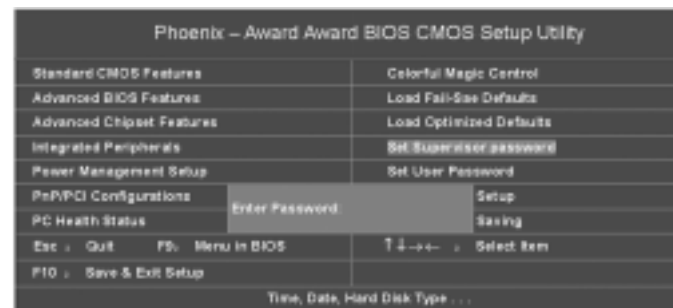 Phoenix – Award Award BIOS CMOS Setup Utility
Standard CMOS Features
Colorful Magic Control
Advanced BIOS Features
Load Fail-Sae Defaults
Advanced Chipset Features
Load Optimized Defaults
Integrated Peripherals
Set Supervisor password
Power Management Setup
Set User Password
PnP/PCI Configurations
Setup
Enter Password:
PC Health Status
Saving
Esc : Quit F9: Menu in BIOS
↑↓→← : Select Item
F10 : Save & Exit Setup
Time, Date, Hard Disk Type . . .